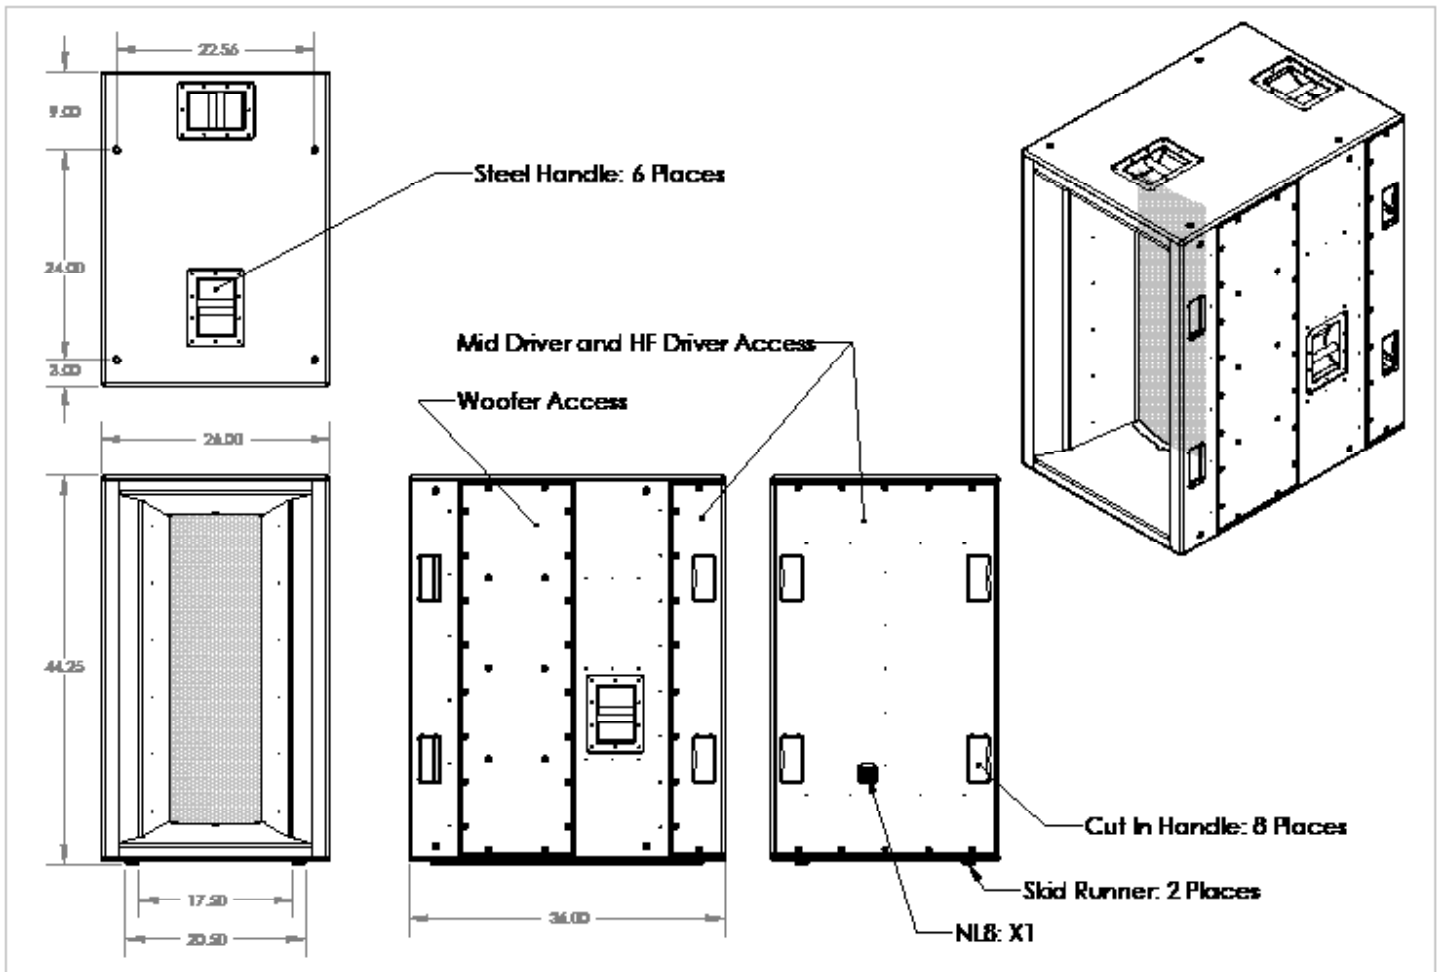 22.56
9.00
Steel Handle: 6 Places
24.00
Mid Driver and HF Driver Access
3.00
Woofer Access
26.00
44.25
Cut In Handle: 8 Places
Skid Runner: 2 Places
17.50
36.00
NL8: X1
20.50